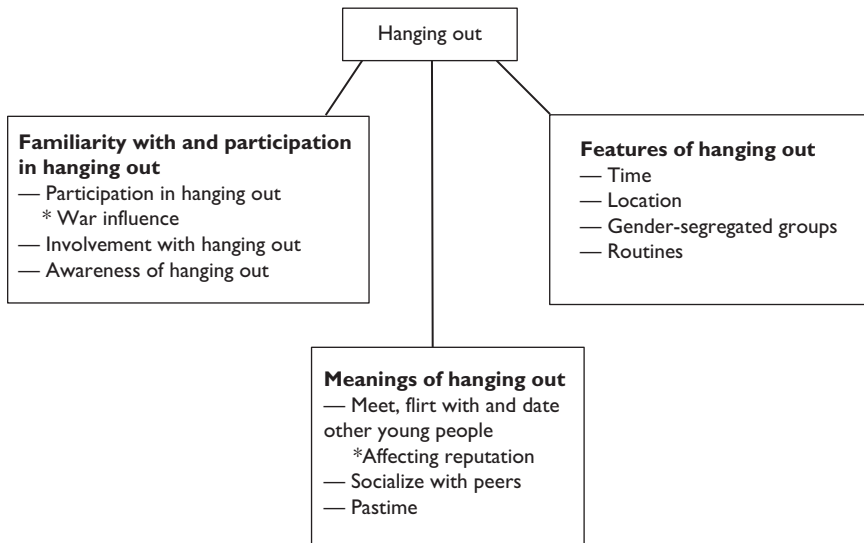 Hanging out
Familiarity with and participation
in hanging out
— Participation in hanging out
* War influence
— Involvement with hanging out
— Awareness of hanging out
Features of hanging out
— Time
— Location
— Gender-segregated groups
— Routines
Meanings of hanging out
— Meet, flirt with and date
other young people
*Affecting reputation
— Socialize with peers
— Pastime